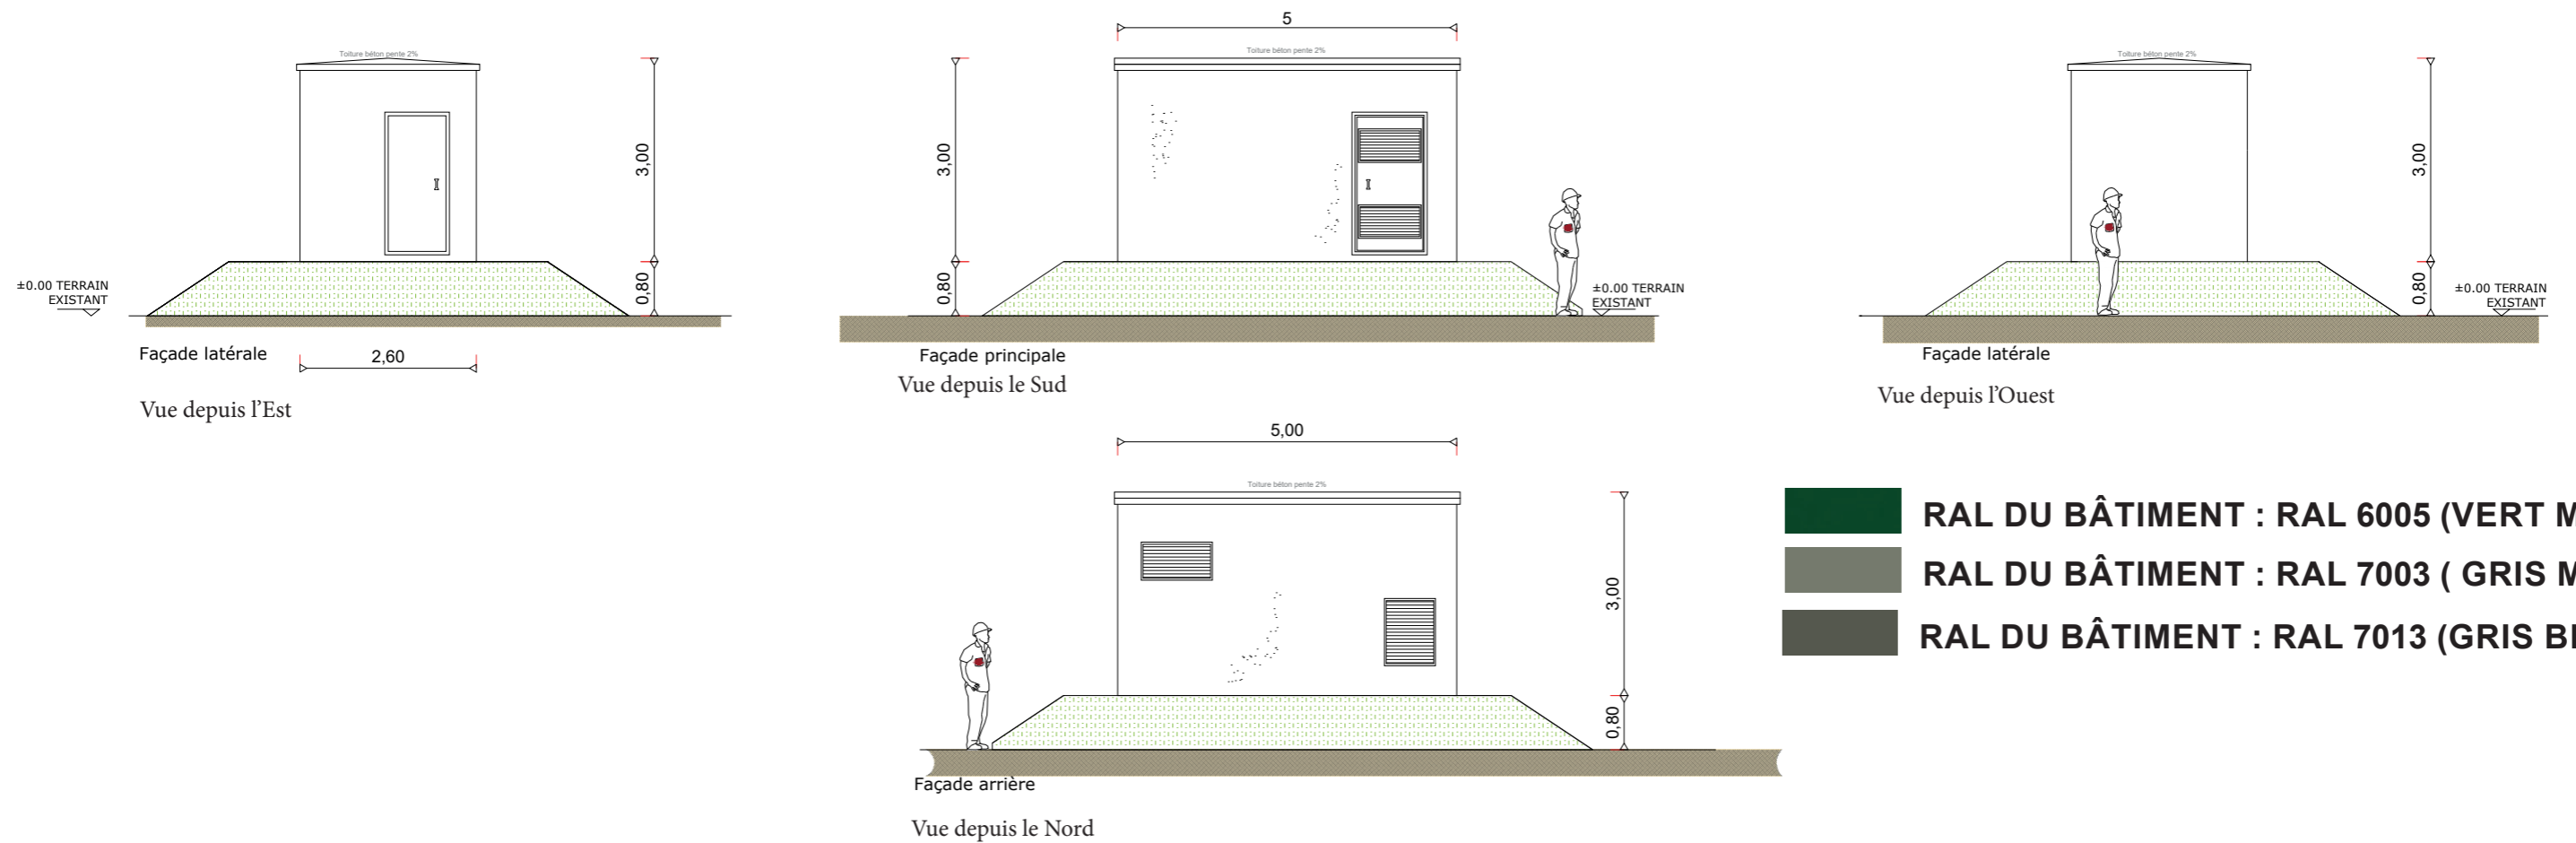 Toiture béton pente 2%
3,00
0,80
±0.00 TERRAIN
EXISTANT
Façade latérale
2,60
Vue depuis l'Est
5
Toiture béton pente 2%
3,00
0,80
±0.00 TERRAIN
EXISTANT
Façade principale
Vue depuis le Sud
Toiture béton pente 2%
3,00
0,80
±0.00 TERRAIN
EXISTANT
Façade latérale
Vue depuis l'Ouest
5,00
Toiture béton pente 2%
3,00
0,80
Façade arrière
Vue depuis le Nord
RAL DU BÂTIMENT : RAL 6005 (VERT M
RAL DU BÂTIMENT : RAL 7003 ( GRIS M
RAL DU BÂTIMENT : RAL 7013 (GRIS